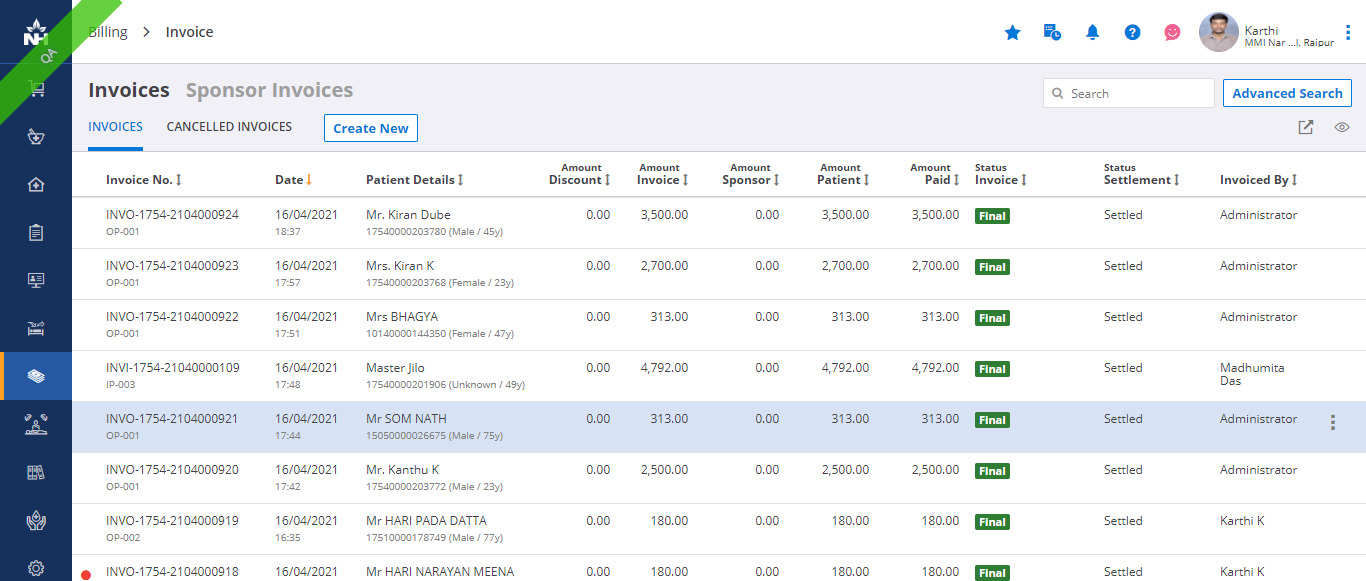 NH
QA
Billing > Invoice
Karthi
MMI Nar ...l, Raipur
Invoices Sponsor Invoices
Search
Advanced Search
INVOICES CANCELLED INVOICES Create New
Invoice No. Date Patient Details Amount Discount Amount Invoice Amount Sponsor Amount Patient Amount Paid Status Invoice Status Settlement Invoiced By
INVO-1754-2104000924 16/04/2021 Mr. Kiran Dube 0.00 3,500.00 0.00 3,500.00 3,500.00 Final Settled Administrator
OP-001 18:37 17540000203780 (Male / 45y)
INVO-1754-2104000923 16/04/2021 Mrs. Kiran K 0.00 2,700.00 0.00 2,700.00 2,700.00 Final Settled Administrator
OP-001 17:57 17540000203768 (Female / 23y)
INVO-1754-2104000922 16/04/2021 Mrs BHAGYA 0.00 313.00 0.00 313.00 313.00 Final Settled Administrator
OP-001 17:51 10140000144350 (Female / 47y)
INVI-1754-21040000109 16/04/2021 Master Jilo 0.00 4,792.00 0.00 4,792.00 4,792.00 Final Settled Madhumita Das
IP-003 17:48 17540000201906 (Unknown / 49y)
INVO-1754-2104000921 16/04/2021 Mr SOM NATH 0.00 313.00 0.00 313.00 313.00 Final Settled Administrator
OP-001 17:44 15050000026675 (Male / 75y)
INVO-1754-2104000920 16/04/2021 Mr. Kanthu K 0.00 2,500.00 0.00 2,500.00 2,500.00 Final Settled Administrator
OP-001 17:42 17540000203772 (Male / 23y)
INVO-1754-2104000919 16/04/2021 Mr HARI PADA DATTA 0.00 180.00 0.00 180.00 180.00 Final Settled Karthi K
OP-002 16:35 17510000178749 (Male / 77y)
INVO-1754-2104000918 16/04/2021 Mr HARI NARAYAN MEENA 0.00 180.00 0.00 180.00 180.00 Final Settled Karthi K